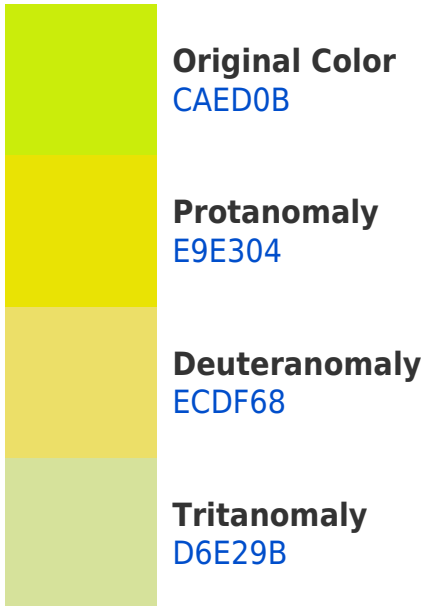 Original Color
CAED0B
Protanomaly
E9E304
Deuteranomaly
ECDF68
Tritanomaly
D6E29B